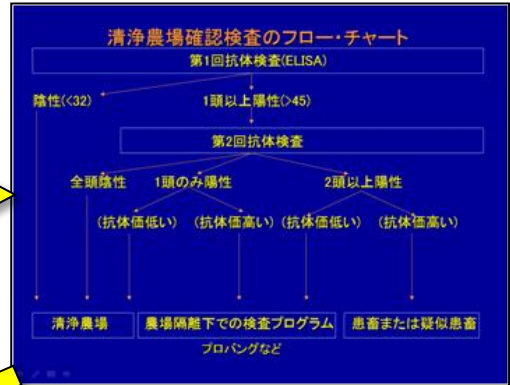 清浄農場確認検査のフロー・チャート
第1回抗体検査(ELISA)
陰性(<32)
1頭以上陽性(>45)
第2回抗体検査
全頭陰性
1頭のみ陽性
2頭以上陽性
(抗体価低い)
(抗体価高い)
(抗体価低い)
(抗体価高い)
清浄農場
農場隔離下での検査プログラム
患畜または疑似患畜
プロバングなど